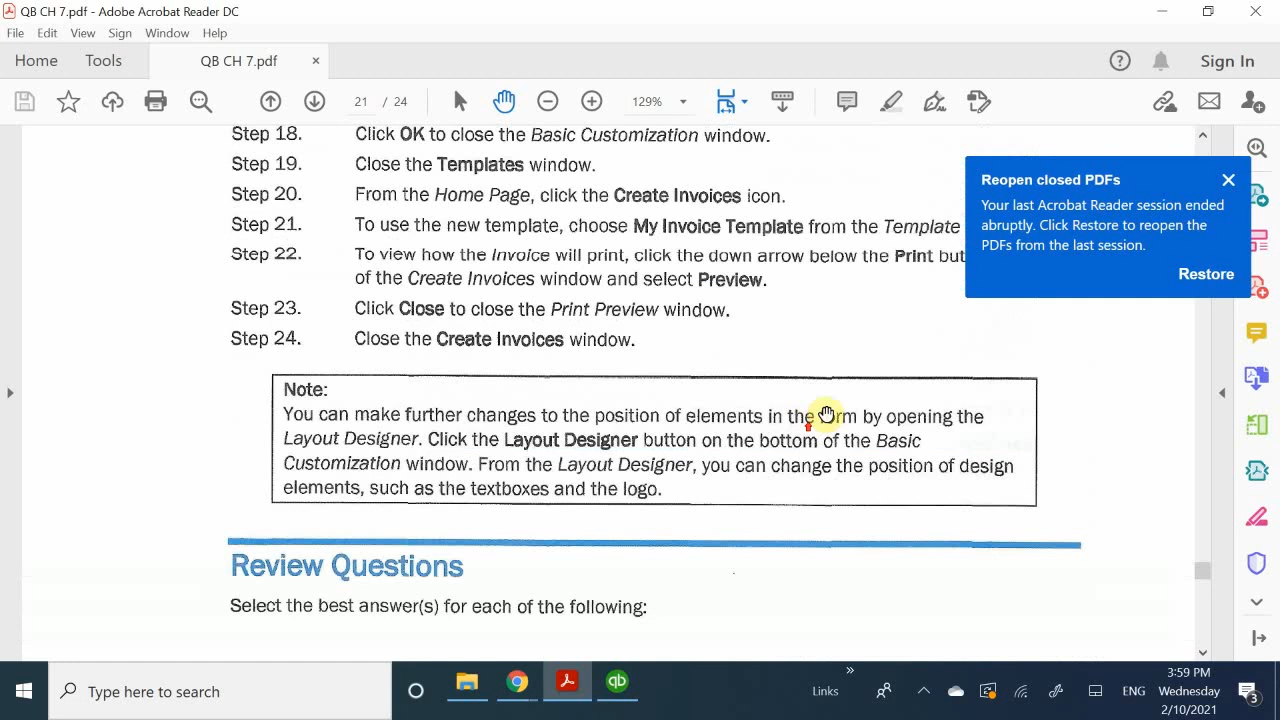 QB CH 7.pdf - Adobe Acrobat Reader DC
File Edit View Sign Window Help
Home Tools QB CH 7.pdf × Sign In
21 / 24 129%
Step 18. Click OK to close the Basic Customization window.
Step 19. Close the Templates window.
Step 20. From the Home Page, click the Create Invoices icon.
Step 21. To use the new template, choose My Invoice Template from the Template
Step 22. To view how the Invoice will print, click the down arrow below the Print but
of the Create Invoices window and select Preview.
Step 23. Click Close to close the Print Preview window.
Step 24. Close the Create Invoices window.
Reopen closed PDFs
Your last Acrobat Reader session ended
abruptly. Click Restore to reopen the
PDFs from the last session.
Restore
Note:
You can make further changes to the position of elements in the form by opening the
Layout Designer. Click the Layout Designer button on the bottom of the Basic
Customization window. From the Layout Designer, you can change the position of design
elements, such as the textboxes and the logo.
Review Questions
Select the best answer(s) for each of the following:
Type here to search
qb
Links
ENG
3:59 PM
Wednesday
2/10/2021
3